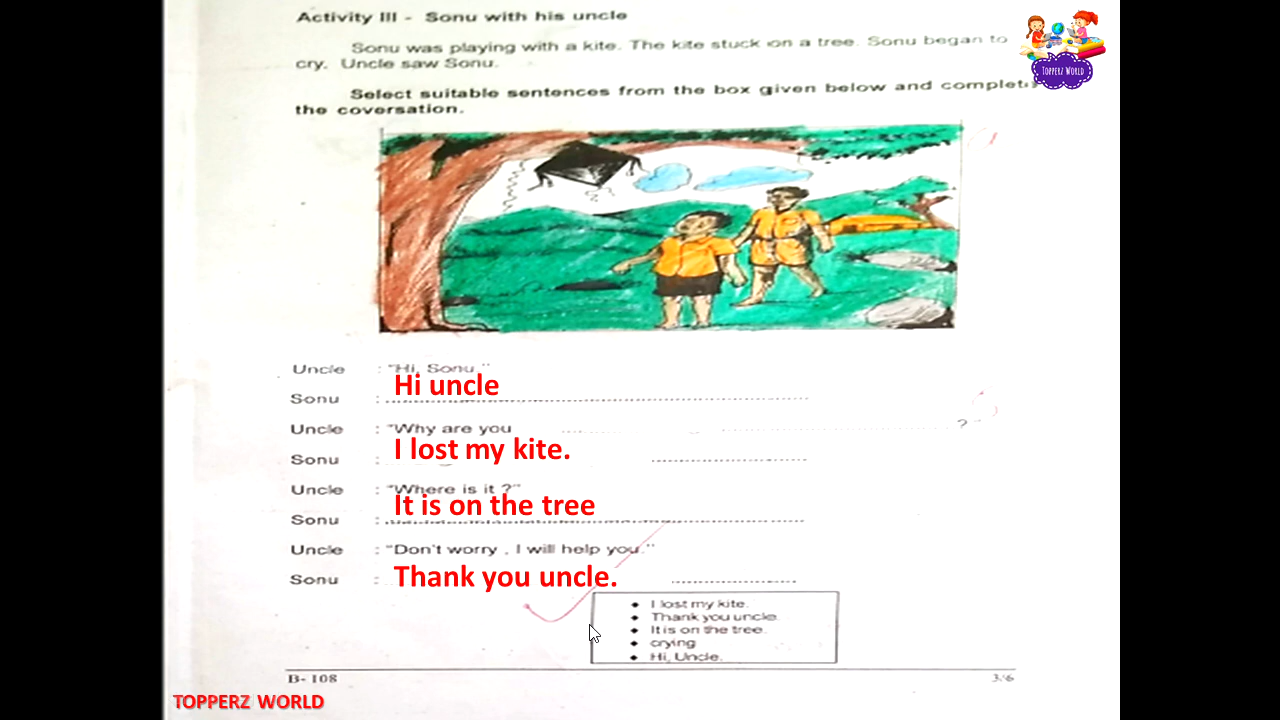 Activity III - Sonu with his uncle
Sonu was playing with a kite. The kite stuck on a tree. Sonu began to
cry. Uncle saw Sonu.
TOPPERZ WORLD
Select suitable sentences from the box given below and complete
the coversation.
Uncle : "Hi, Sonu."
Sonu : Hi uncle
Uncle : "Why are you ?"
Sonu : I lost my kite.
Uncle : "Where is it ?"
Sonu : It is on the tree
Uncle : "Don't worry , I will help you."
Sonu : Thank you uncle.
• I lost my kite.
• Thank you uncle.
• It is on the tree.
• crying
• Hi, Uncle.
B- 108 3/6
TOPPERZ WORLD